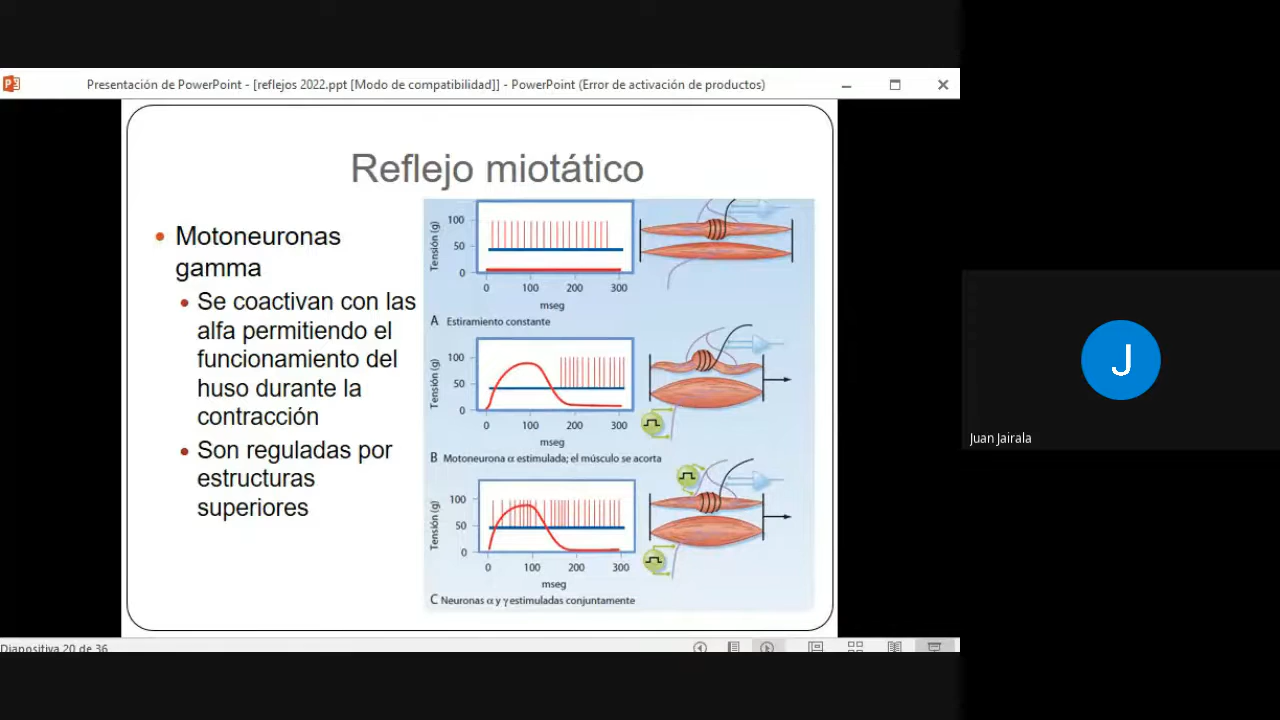 Presentación de PowerPoint - [reflejos 2022.ppt [Modo de compatibilidad]] - PowerPoint (Error de activación de productos)
Reflejo miotático
Motoneuronas
gamma
Se coactivan con las
alfa permitiendo el
funcionamiento del
huso durante la
contracción
Son reguladas por
estructuras
superiores
Tensión (g)
100
50
0
0 100 200 300
mseg
A Estiramiento constante
Tensión (g)
100
50
0
0 100 200 300
mseg
B Motoneurona α estimulada; el músculo se acorta
Tensión (g)
100
50
0
0 100 200 300
mseg
C Neuronas α y γ estimuladas conjuntamente
Diapositiva 20 de 36
J
Juan Jairala